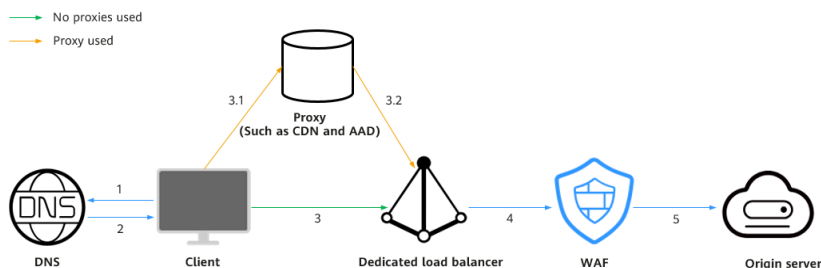 No proxies used
Proxy used
3.1
3.2
Proxy
(Such as CDN and AAD)
1
2
3
4
5
DNS
DNS
Client
Dedicated load balancer
WAF
Origin server